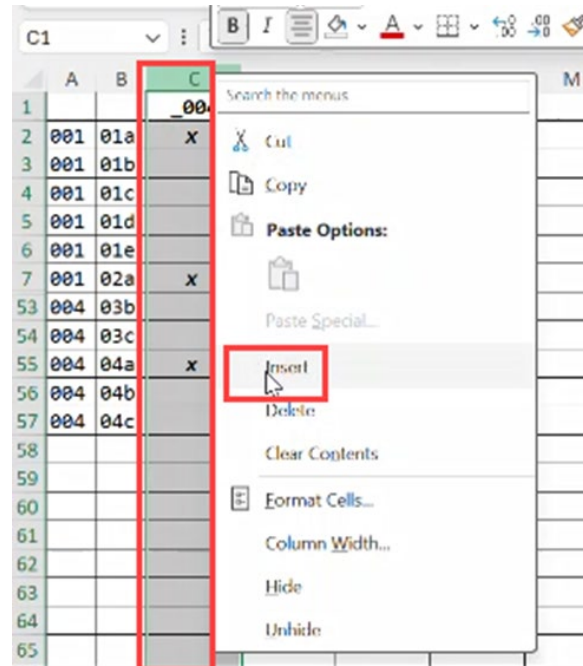 C1
B I A
A B C M
1 _004
2 001 01a x
3 001 01b
4 001 01c
5 001 01d
6 001 01e
7 001 02a x
53 004 03b
54 004 03c
55 004 04a x
56 004 04b
57 004 04c
58
59
60
61
62
63
64
65
Search the menus
Cut
Copy
Paste Options:
Paste Special...
Insert
Delete
Clear Contents
Format Cells...
Column Width...
Hide
Unhide